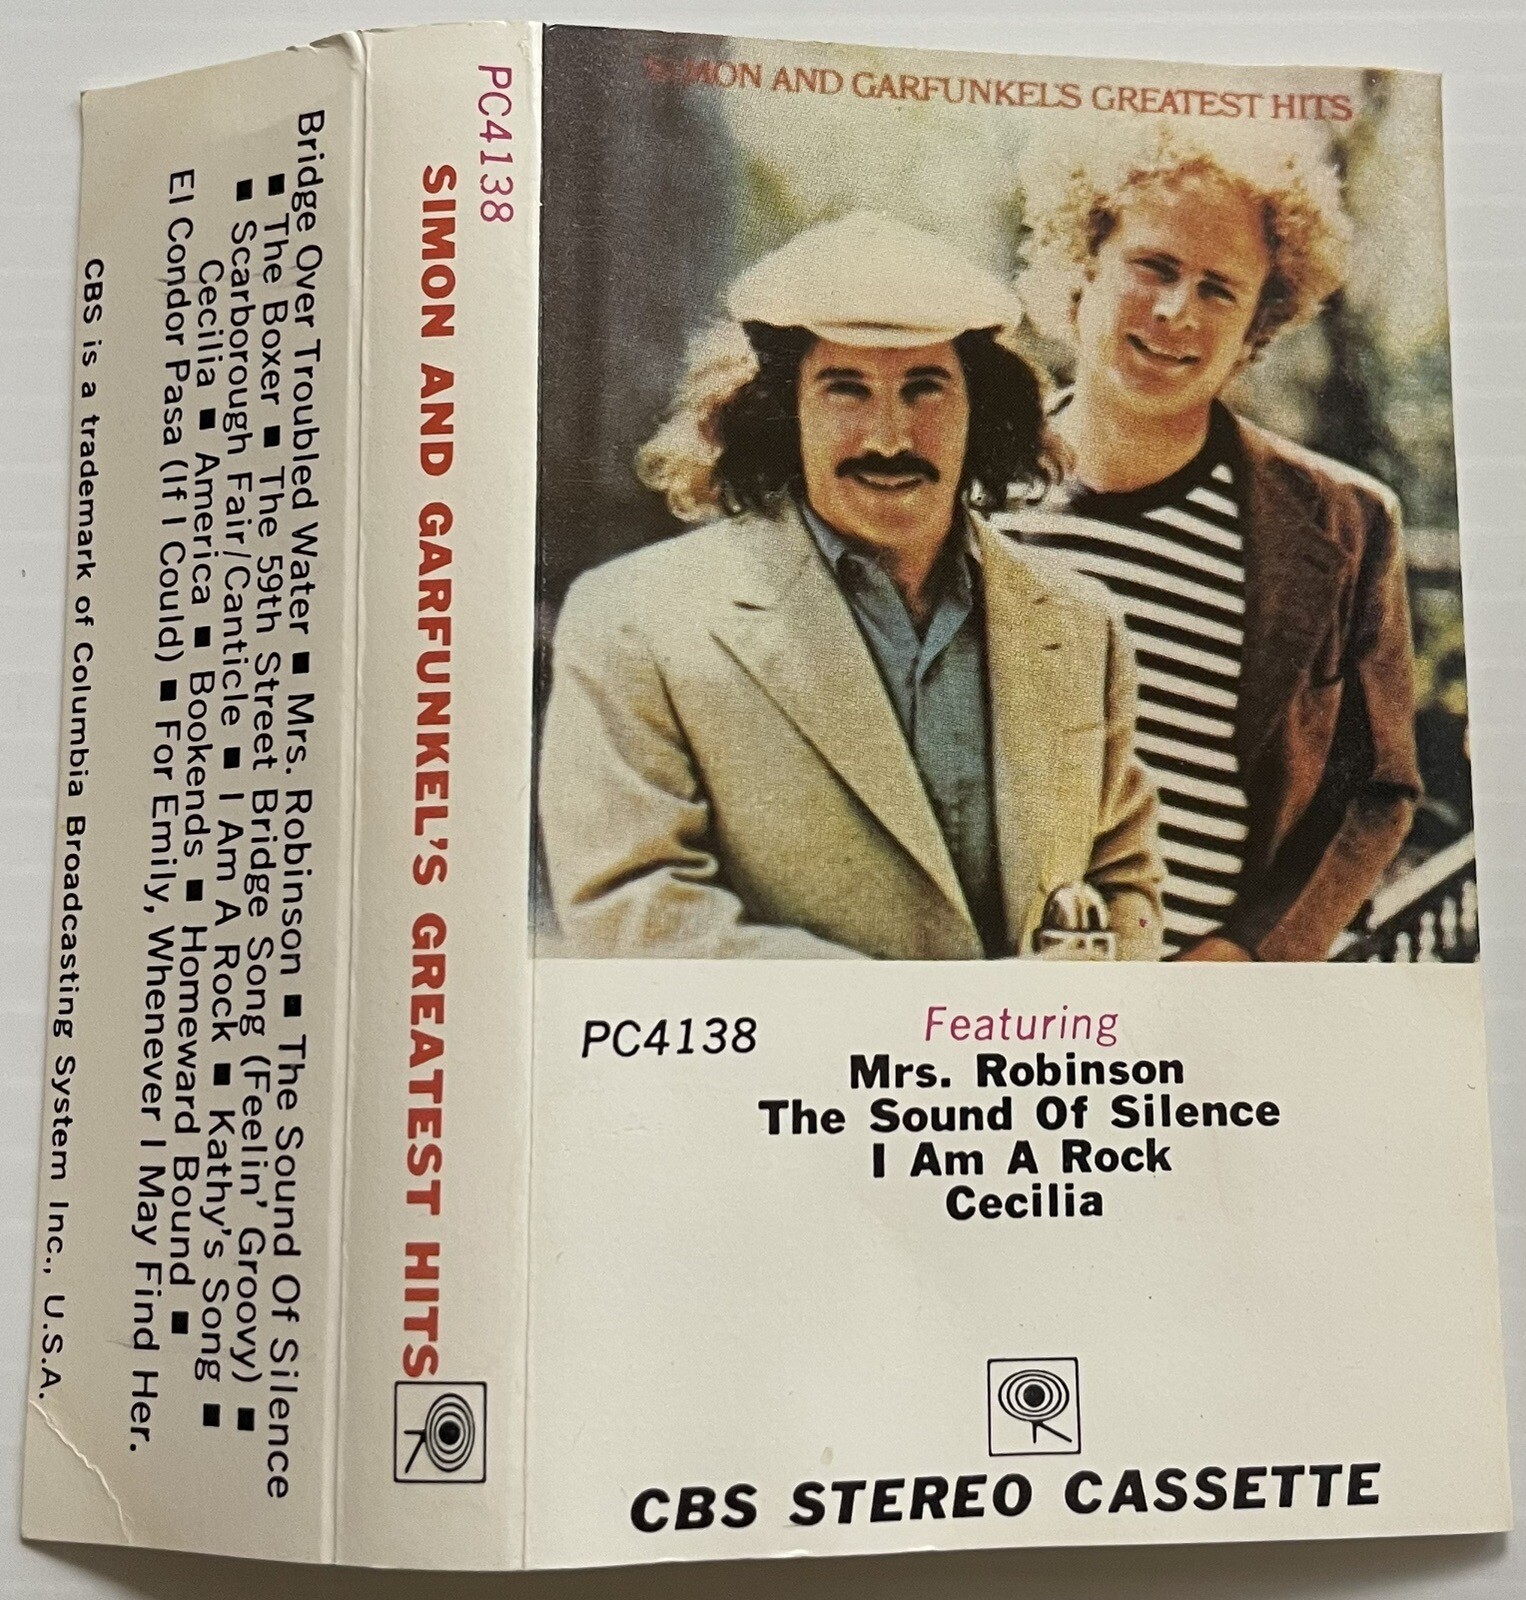 SIMON AND GARFUNKEL'S GREATEST HITS
PC4138
Featuring
Mrs. Robinson
The Sound Of Silence
I Am A Rock
Cecilia
CBS STEREO CASSETTE
PC4138
SIMON AND GARFUNKEL'S GREATEST HITS
Bridge Over Troubled Water ■ Mrs. Robinson ■ The Sound Of Silence
■ The Boxer ■ The 59th Street Bridge Song (Feelin' Groovy) ■
■ Scarborough Fair/Canticle ■ I Am A Rock ■ Kathy's Song ■
Cecilia ■ America ■ Bookends ■ Homeward Bound ■
El Condor Pasa (If I Could) ■ For Emily, Whenever I May Find Her.
CBS is a trademark of Columbia Broadcasting System Inc., U.S.A.